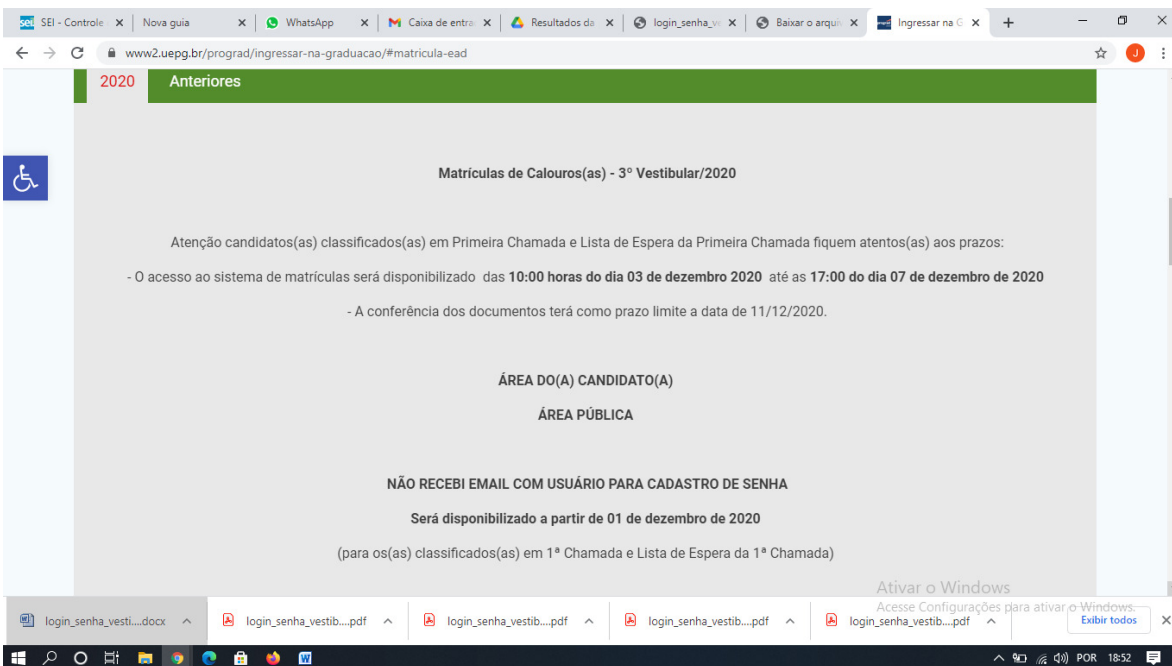 sei SEI - Controle
Nova guia
WhatsApp
Caixa de entra
Resultados da
login_senha_ve
Baixar o arqui
Ingressar na G
www2.uepg.br/prograd/ingressar-na-graduacao/#matricula-ead
J
2020 Anteriores
Matrículas de Calouros(as) - 3º Vestibular/2020
Atenção candidatos(as) classificados(as) em Primeira Chamada e Lista de Espera da Primeira Chamada fiquem atentos(as) aos prazos:
- O acesso ao sistema de matrículas será disponibilizado das 10:00 horas do dia 03 de dezembro 2020 até as 17:00 do dia 07 de dezembro de 2020
- A conferência dos documentos terá como prazo limite a data de 11/12/2020.
ÁREA DO(A) CANDIDATO(A)
ÁREA PÚBLICA
NÃO RECEBI EMAIL COM USUÁRIO PARA CADASTRO DE SENHA
Será disponibilizado a partir de 01 de dezembro de 2020
(para os(as) classificados(as) em 1ª Chamada e Lista de Espera da 1ª Chamada)
Ativar o Windows
Acesse Configurações para ativar o Windows.
login_senha_vesti....docx
login_senha_vestib....pdf
login_senha_vestib....pdf
login_senha_vestib....pdf
login_senha_vestib....pdf
Exibir todos
POR 18:52